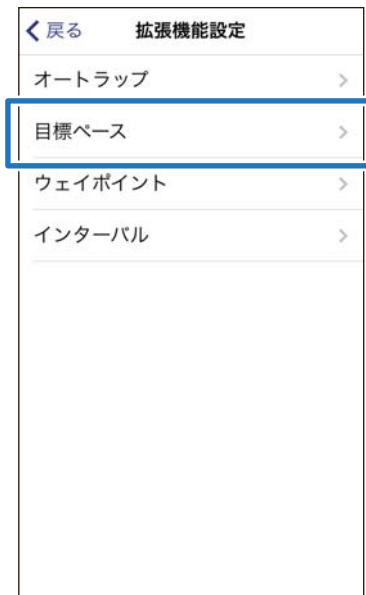 戻る 拡張機能設定
オートラップ
目標ペース
ウェイポイント
インターバル